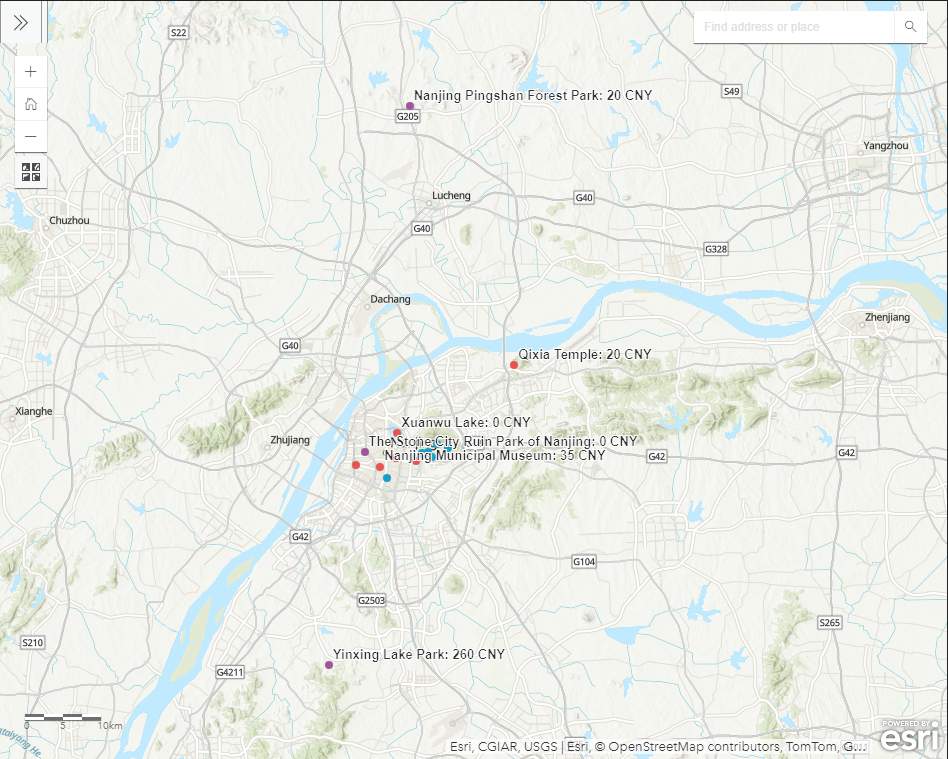 S22
Find address or place
Nanjing Pingshan Forest Park: 20 CNY
S49
G205
Yangzhou
Lucheng
G40
Chuzhou
G40
G328
Dachang
Zhenjiang
G40
Qixia Temple: 20 CNY
Xianghe
Xuanwu Lake: 0 CNY
Zhujiang
The Stone City Ruin Park of Nanjing: 0 CNY
Nanjing Municipal Museum: 35 CNY
G42
G42
G42
G104
G2503
S265
S210
Yinxing Lake Park: 260 CNY
G4211
0 5 10km
POWERED BY
esri
Esri, CGIAR, USGS | Esri, © OpenStreetMap contributors, TomTom, G...